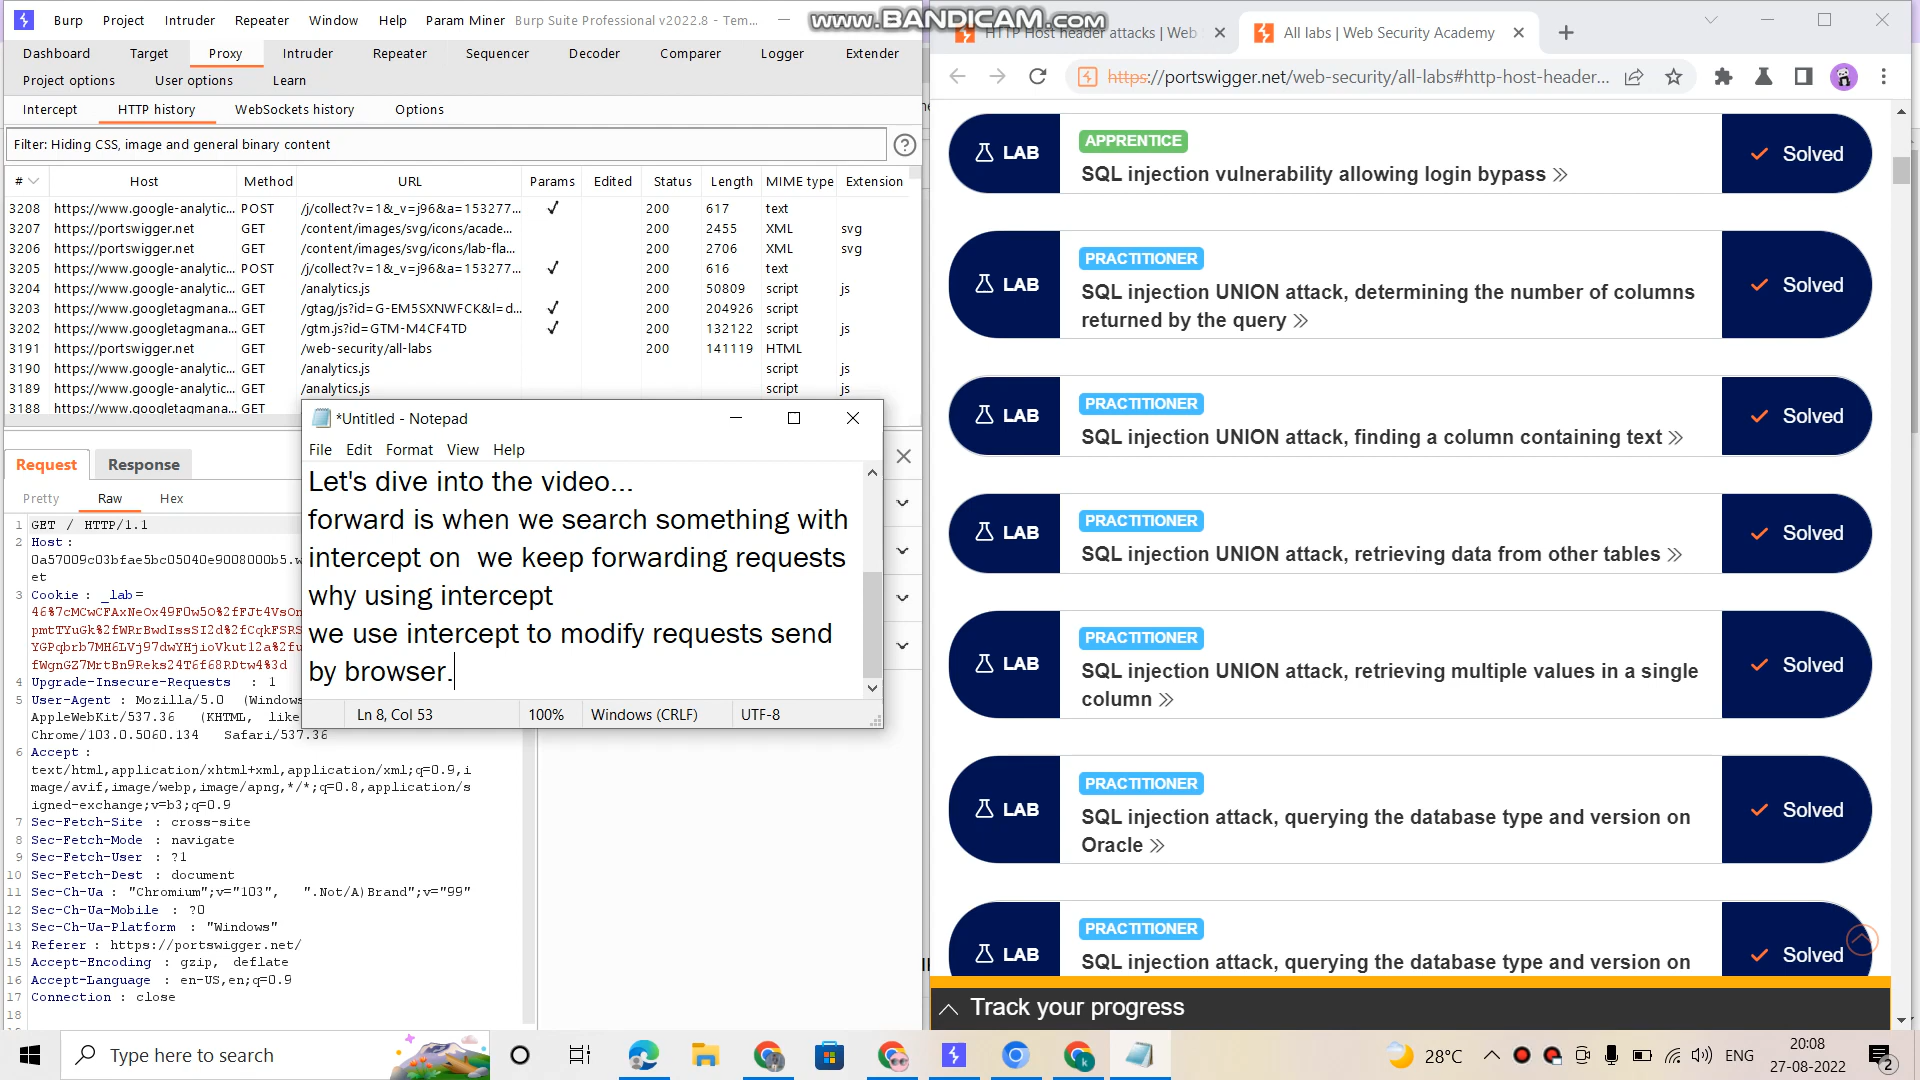 Burp Project Intruder Repeater Window Help Param Miner Burp Suite Professional v2022.8 - Tem...
www.BANDICAM.com
Dashboard Target Proxy Intruder Repeater Sequencer Decoder Comparer Logger Extender
Project options User options Learn
Intercept HTTP history WebSockets history Options
Filter: Hiding CSS, image and general binary content
# Host Method URL Params Edited Status Length MIME type Extension
3208 https://www.google-analytic... POST /j/collect?v=1&_v=j96&a=153277... ✓ 200 617 text
3207 https://portswigger.net GET /content/images/svg/icons/acade... 200 2455 XML svg
3206 https://portswigger.net GET /content/images/svg/icons/lab-fla... 200 2706 XML svg
3205 https://www.google-analytic... POST /j/collect?v=1&_v=j96&a=153277... ✓ 200 616 text
3204 https://www.google-analytic... GET /analytics.js 200 50809 script js
3203 https://www.googletagmana... GET /gtag/js?id=G-EM5SXNWFCK&l=d... ✓ 200 204926 script
3202 https://www.googletagmana... GET /gtm.js?id=GTM-M4CF4TD ✓ 200 132122 script js
3191 https://portswigger.net GET /web-security/all-labs 200 141119 HTML
3190 https://www.google-analytic... GET /analytics.js script js
3189 https://www.google-analytic... GET /analytics.js script js
3188 https://www.googletagmana... GET
Request Response
Pretty Raw Hex
1 GET / HTTP/1.1
2 Host :
0a57009c03bfae5bc05040e9008000b5.w
et
3 Cookie : _lab=
46%7cMCwCFAxNeOx49F0w5O%2fFJt4VsOn
pmtTYuGk%2fWRrBwdIssSI2d%2fCqkFSRS
YGPqbrb7MH6LVj97dwYHjioVkut12a%2fu
fWgnGZ7MrtBn9Reks24T6f68RDtw4%3d
4 Upgrade-Insecure-Requests : 1
5 User-Agent : Mozilla/5.0 (Windows
AppleWebKit/537.36 (KHTML, like
Chrome/103.0.5060.134 Safari/537.36
6 Accept :
text/html,application/xhtml+xml,application/xml;q=0.9,i
mage/avif,image/webp,image/apng,*/*;q=0.8,application/s
igned-exchange;v=b3;q=0.9
7 Sec-Fetch-Site : cross-site
8 Sec-Fetch-Mode : navigate
9 Sec-Fetch-User : ?1
10 Sec-Fetch-Dest : document
11 Sec-Ch-Ua : "Chromium";v="103", ".Not/A)Brand";v="99"
12 Sec-Ch-Ua-Mobile : ?0
13 Sec-Ch-Ua-Platform : "Windows"
14 Referer : https://portswigger.net/
15 Accept-Encoding : gzip, deflate
16 Accept-Language : en-US,en;q=0.9
17 Connection : close
18
*Untitled - Notepad
File Edit Format View Help
Let's dive into the video...
forward is when we search something with
intercept on we keep forwarding requests
why using intercept
we use intercept to modify requests send
by browser.
Ln 8, Col 53 100% Windows (CRLF) UTF-8
HTTP Host header attacks | Web All labs | Web Security Academy
https://portswigger.net/web-security/all-labs#http-host-header...
LAB APPRENTICE Solved
SQL injection vulnerability allowing login bypass
LAB PRACTITIONER Solved
SQL injection UNION attack, determining the number of columns
returned by the query
LAB PRACTITIONER Solved
SQL injection UNION attack, finding a column containing text
LAB PRACTITIONER Solved
SQL injection UNION attack, retrieving data from other tables
LAB PRACTITIONER Solved
SQL injection UNION attack, retrieving multiple values in a single
column
LAB PRACTITIONER Solved
SQL injection attack, querying the database type and version on
Oracle
LAB PRACTITIONER Solved
SQL injection attack, querying the database type and version on
Track your progress
Type here to search
28°C ENG 20:08
27-08-2022 2